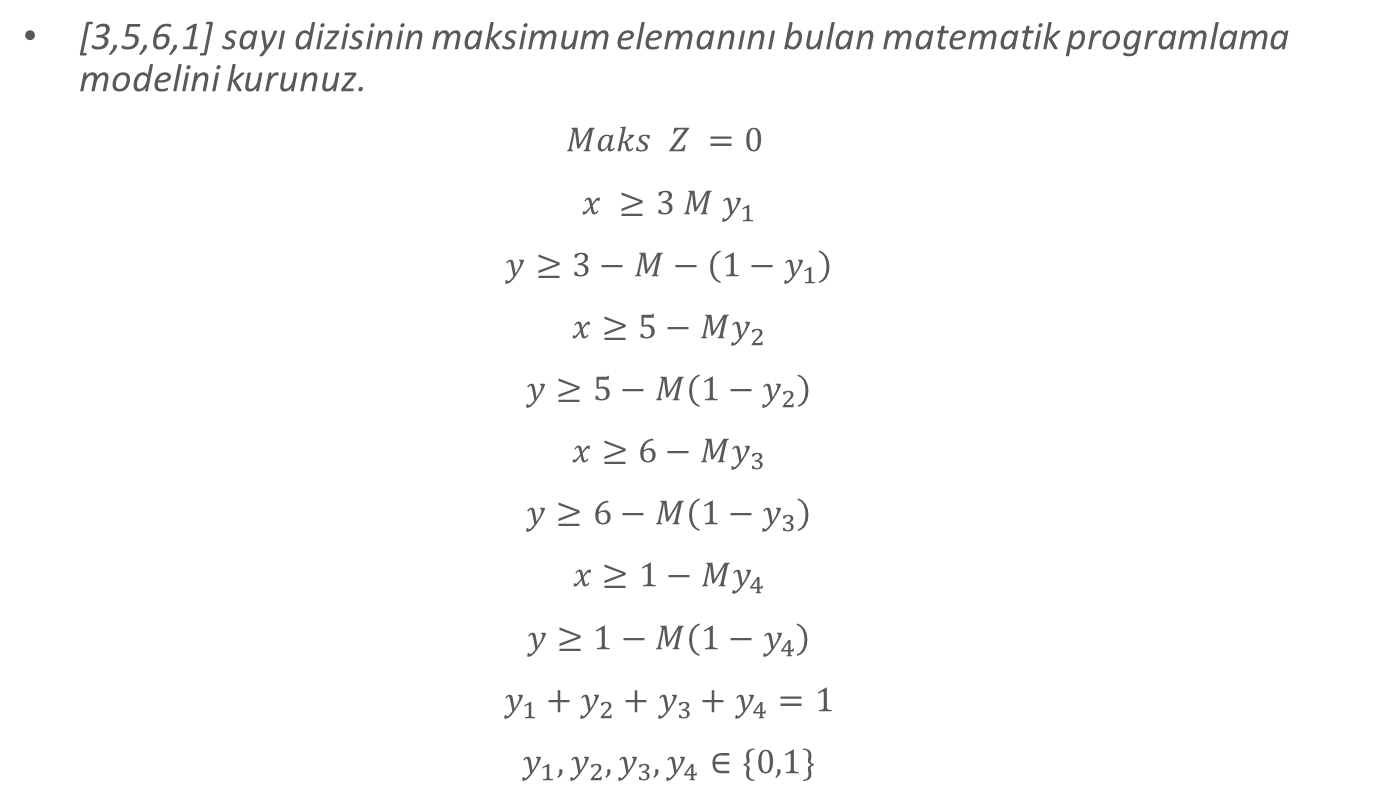 • [3,5,6,1] sayı dizisinin maksimum elemanını bulan matematik programlama
modelini kurunuz.
Maks Z = 0
x ≥ 3 M y₁
y ≥ 3 − M − (1 − y₁)
x ≥ 5 − My₂
y ≥ 5 − M(1 − y₂)
x ≥ 6 − My₃
y ≥ 6 − M(1 − y₃)
x ≥ 1 − My₄
y ≥ 1 − M(1 − y₄)
y₁ + y₂ + y₃ + y₄ = 1
y₁, y₂, y₃, y₄ ∈ {0,1}